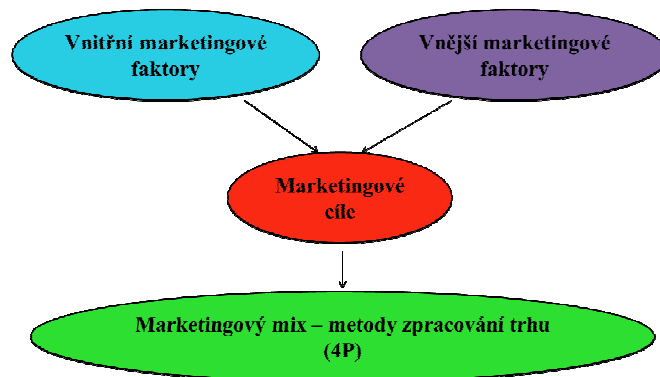 Vnitřní marketingové
faktory
Vnější marketingové
faktory
Marketingové
cíle
Marketingový mix – metody zpracování trhu
(4P)